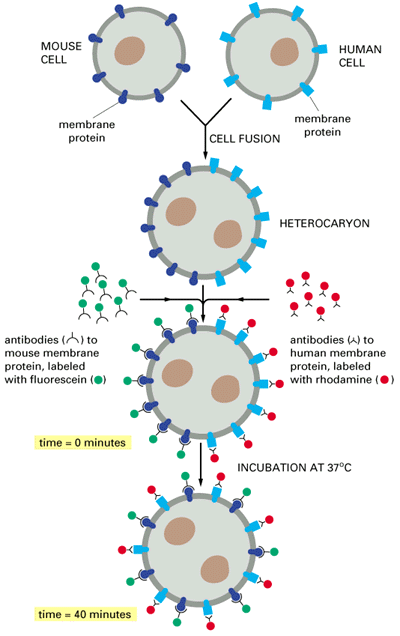 MOUSE
CELL
HUMAN
CELL
membrane
protein
membrane
protein
CELL FUSION
HETEROCARYON
antibodies ( ) to
mouse membrane
protein, labeled
with fluorescein ( )
antibodies ( ) to
human membrane
protein, labeled
with rhodamine ( )
time = 0 minutes
INCUBATION AT 37°C
time = 40 minutes